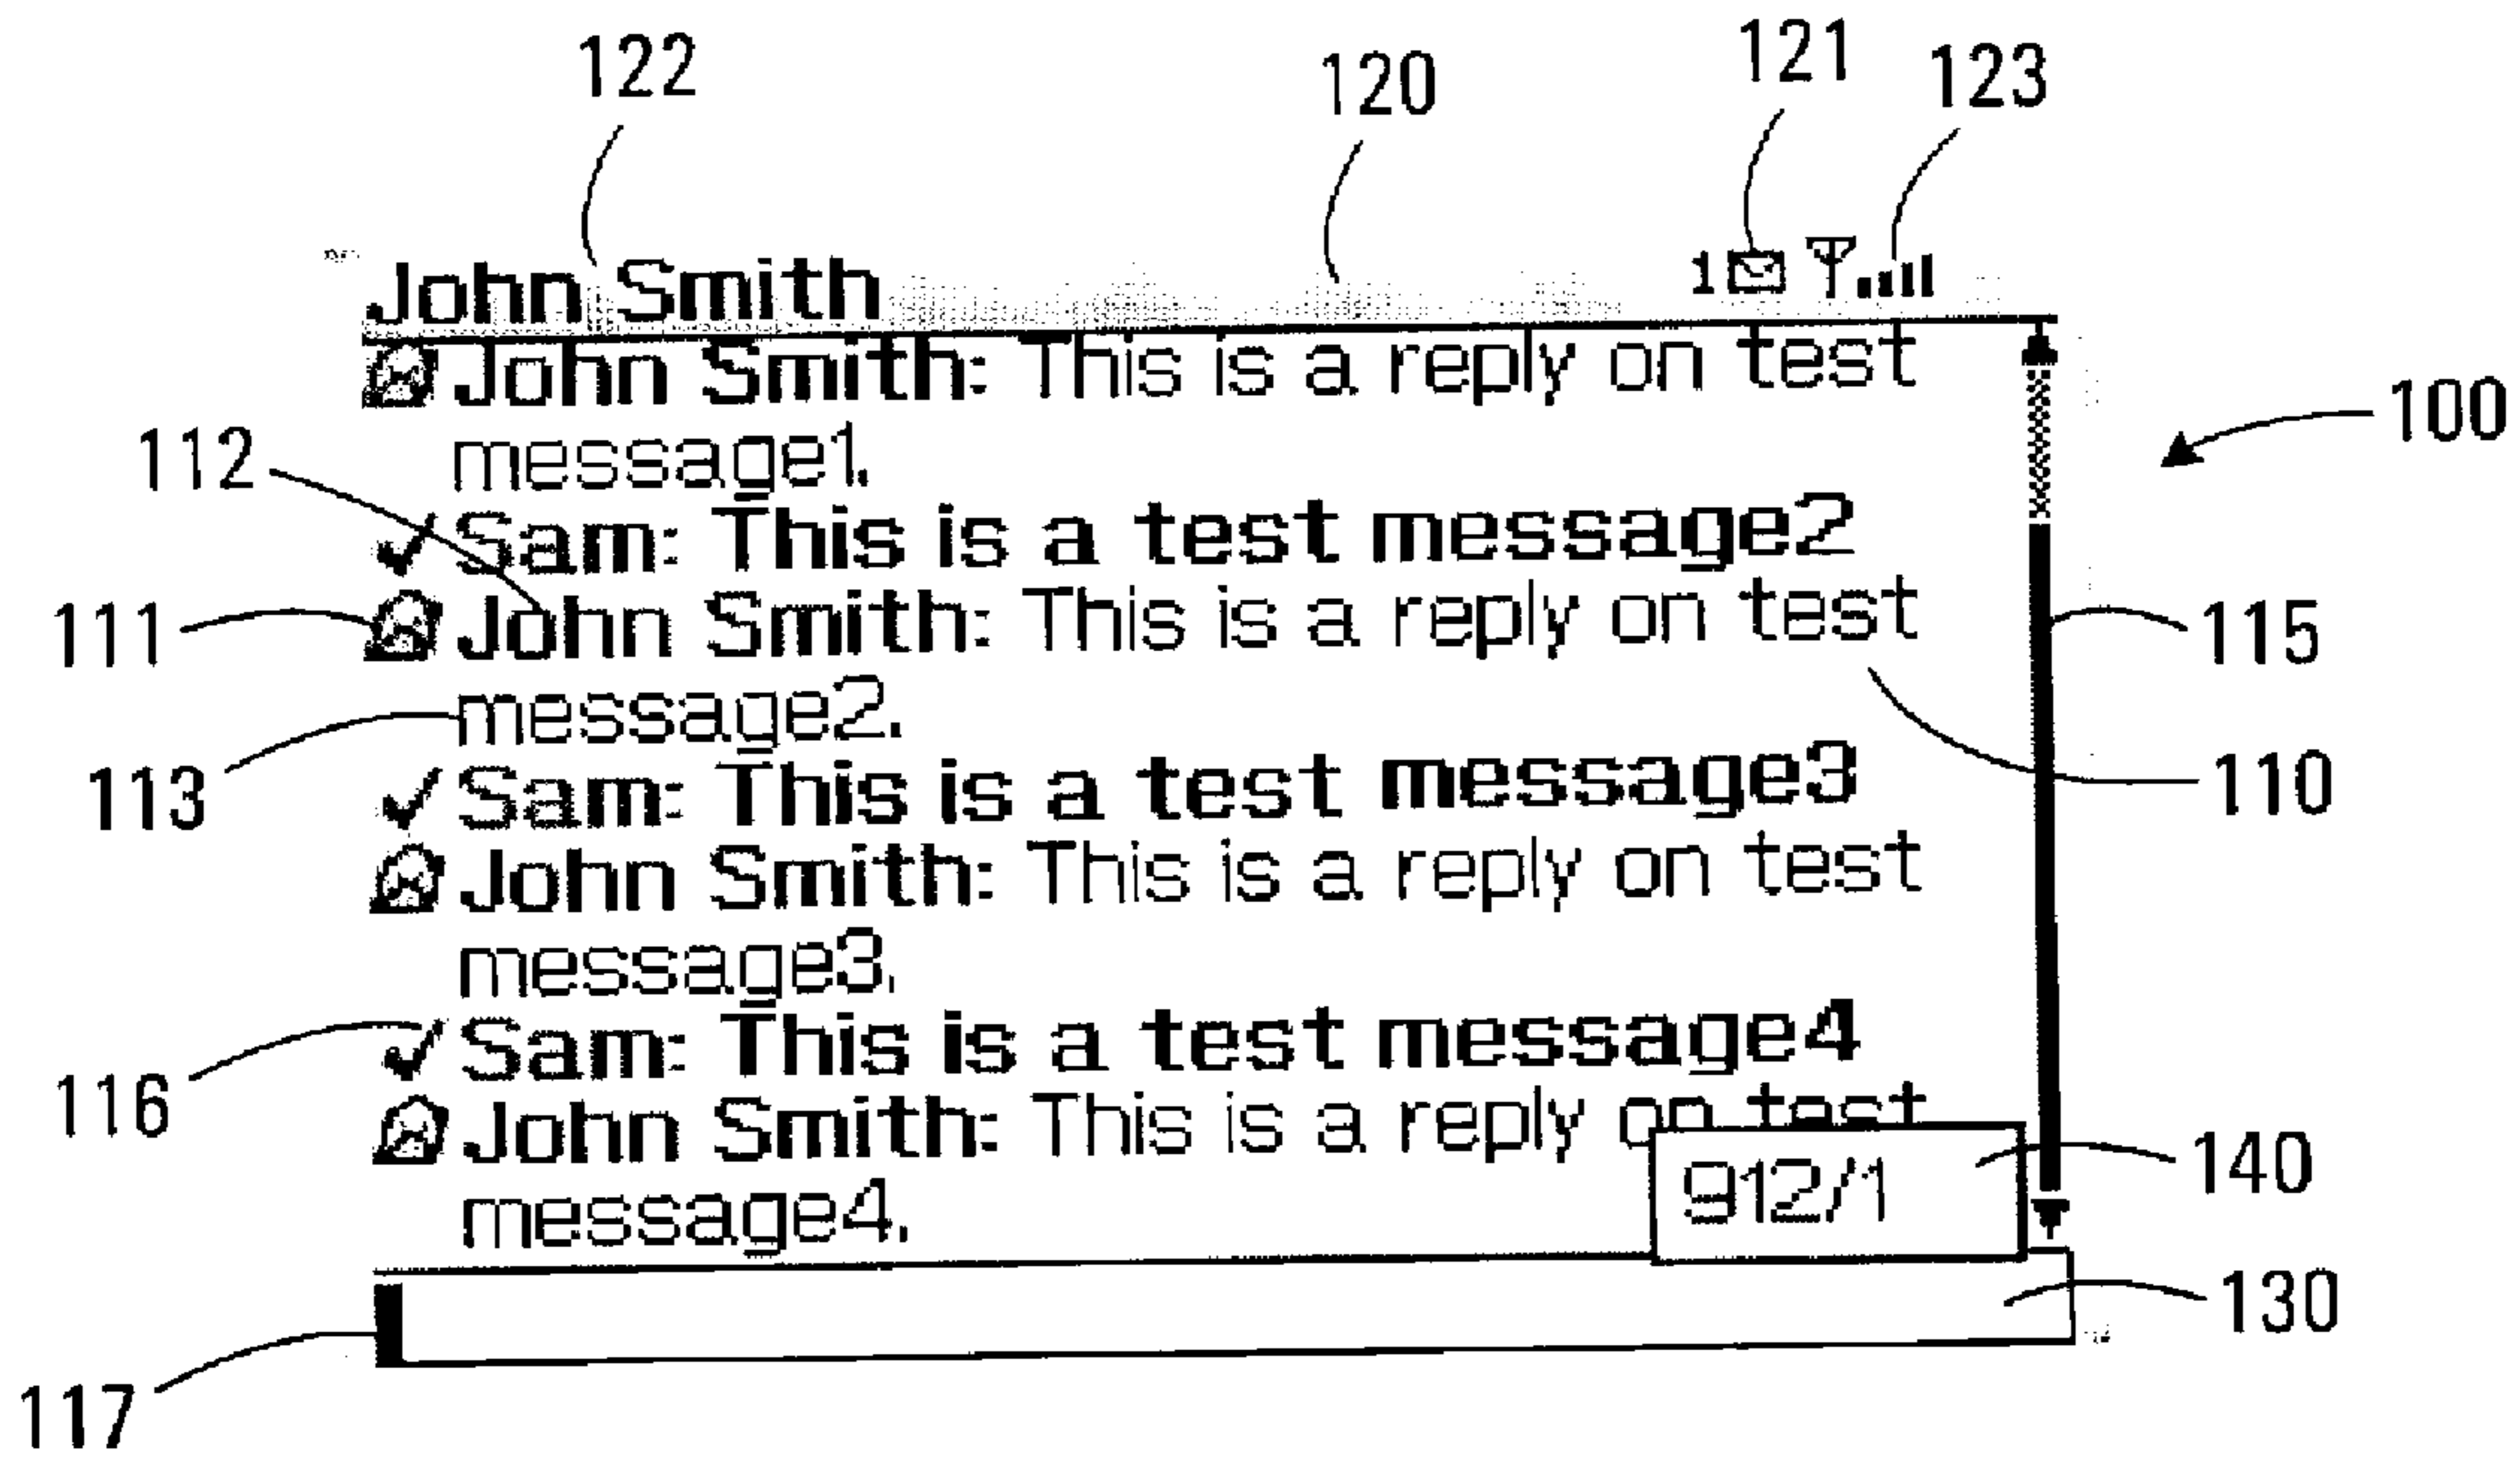 122 120 121 123
John Smith 1
John Smith: This is a reply on test
100
message1.
112
Sam: This is a test message2
111 John Smith: This is a reply on test
115
message2.
113
Sam: This is a test message3
110
John Smith: This is a reply on test
message3.
Sam: This is a test message4
116
John Smith: This is a reply on test
140
912/1
message4.
130
117